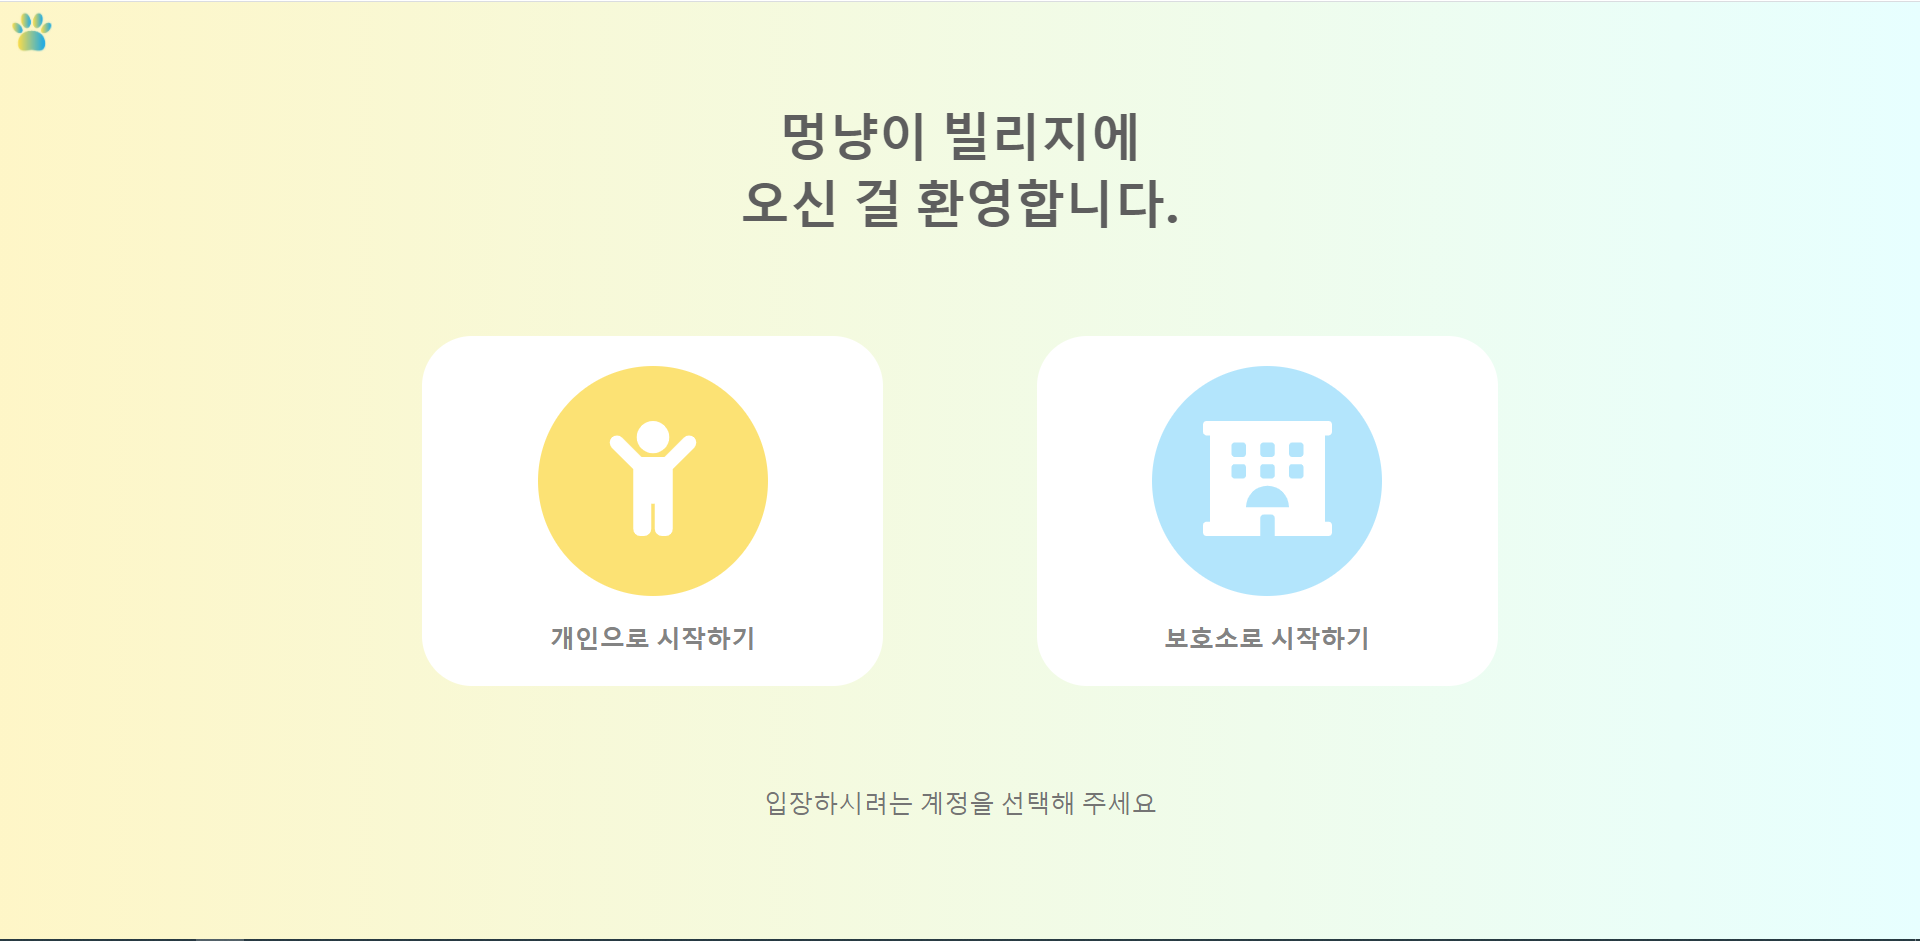 멍냥이 빌리지에
오신 걸 환영합니다.
개인으로 시작하기
보호소로 시작하기
입장하시려는 계정을 선택해 주세요